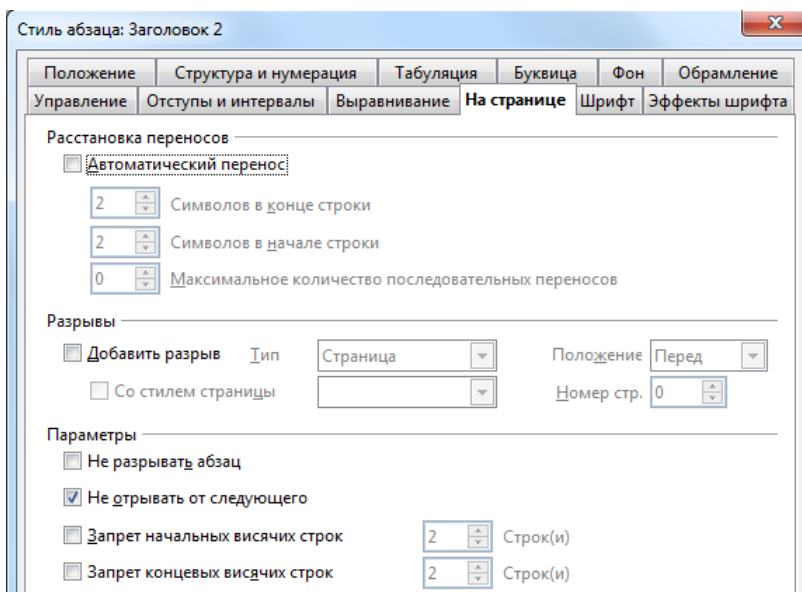 Стиль абзаца: Заголовок 2
Положение Структура и нумерация Табуляция Буквица Фон Обрамление
Управление Отступы и интервалы Выравнивание На странице Шрифт Эффекты шрифта
Расстановка переносов
Автоматический перенос
2 Символов в конце строки
2 Символов в начале строки
0 Максимальное количество последовательных переносов
Разрывы
Добавить разрыв Тип Страница Положение Перед
Со стилем страницы Номер стр. 0
Параметры
Не разрывать абзац
Не отрывать от следующего
Запрет начальных висячих строк 2 Строк(и)
Запрет концевых висячих строк 2 Строк(и)